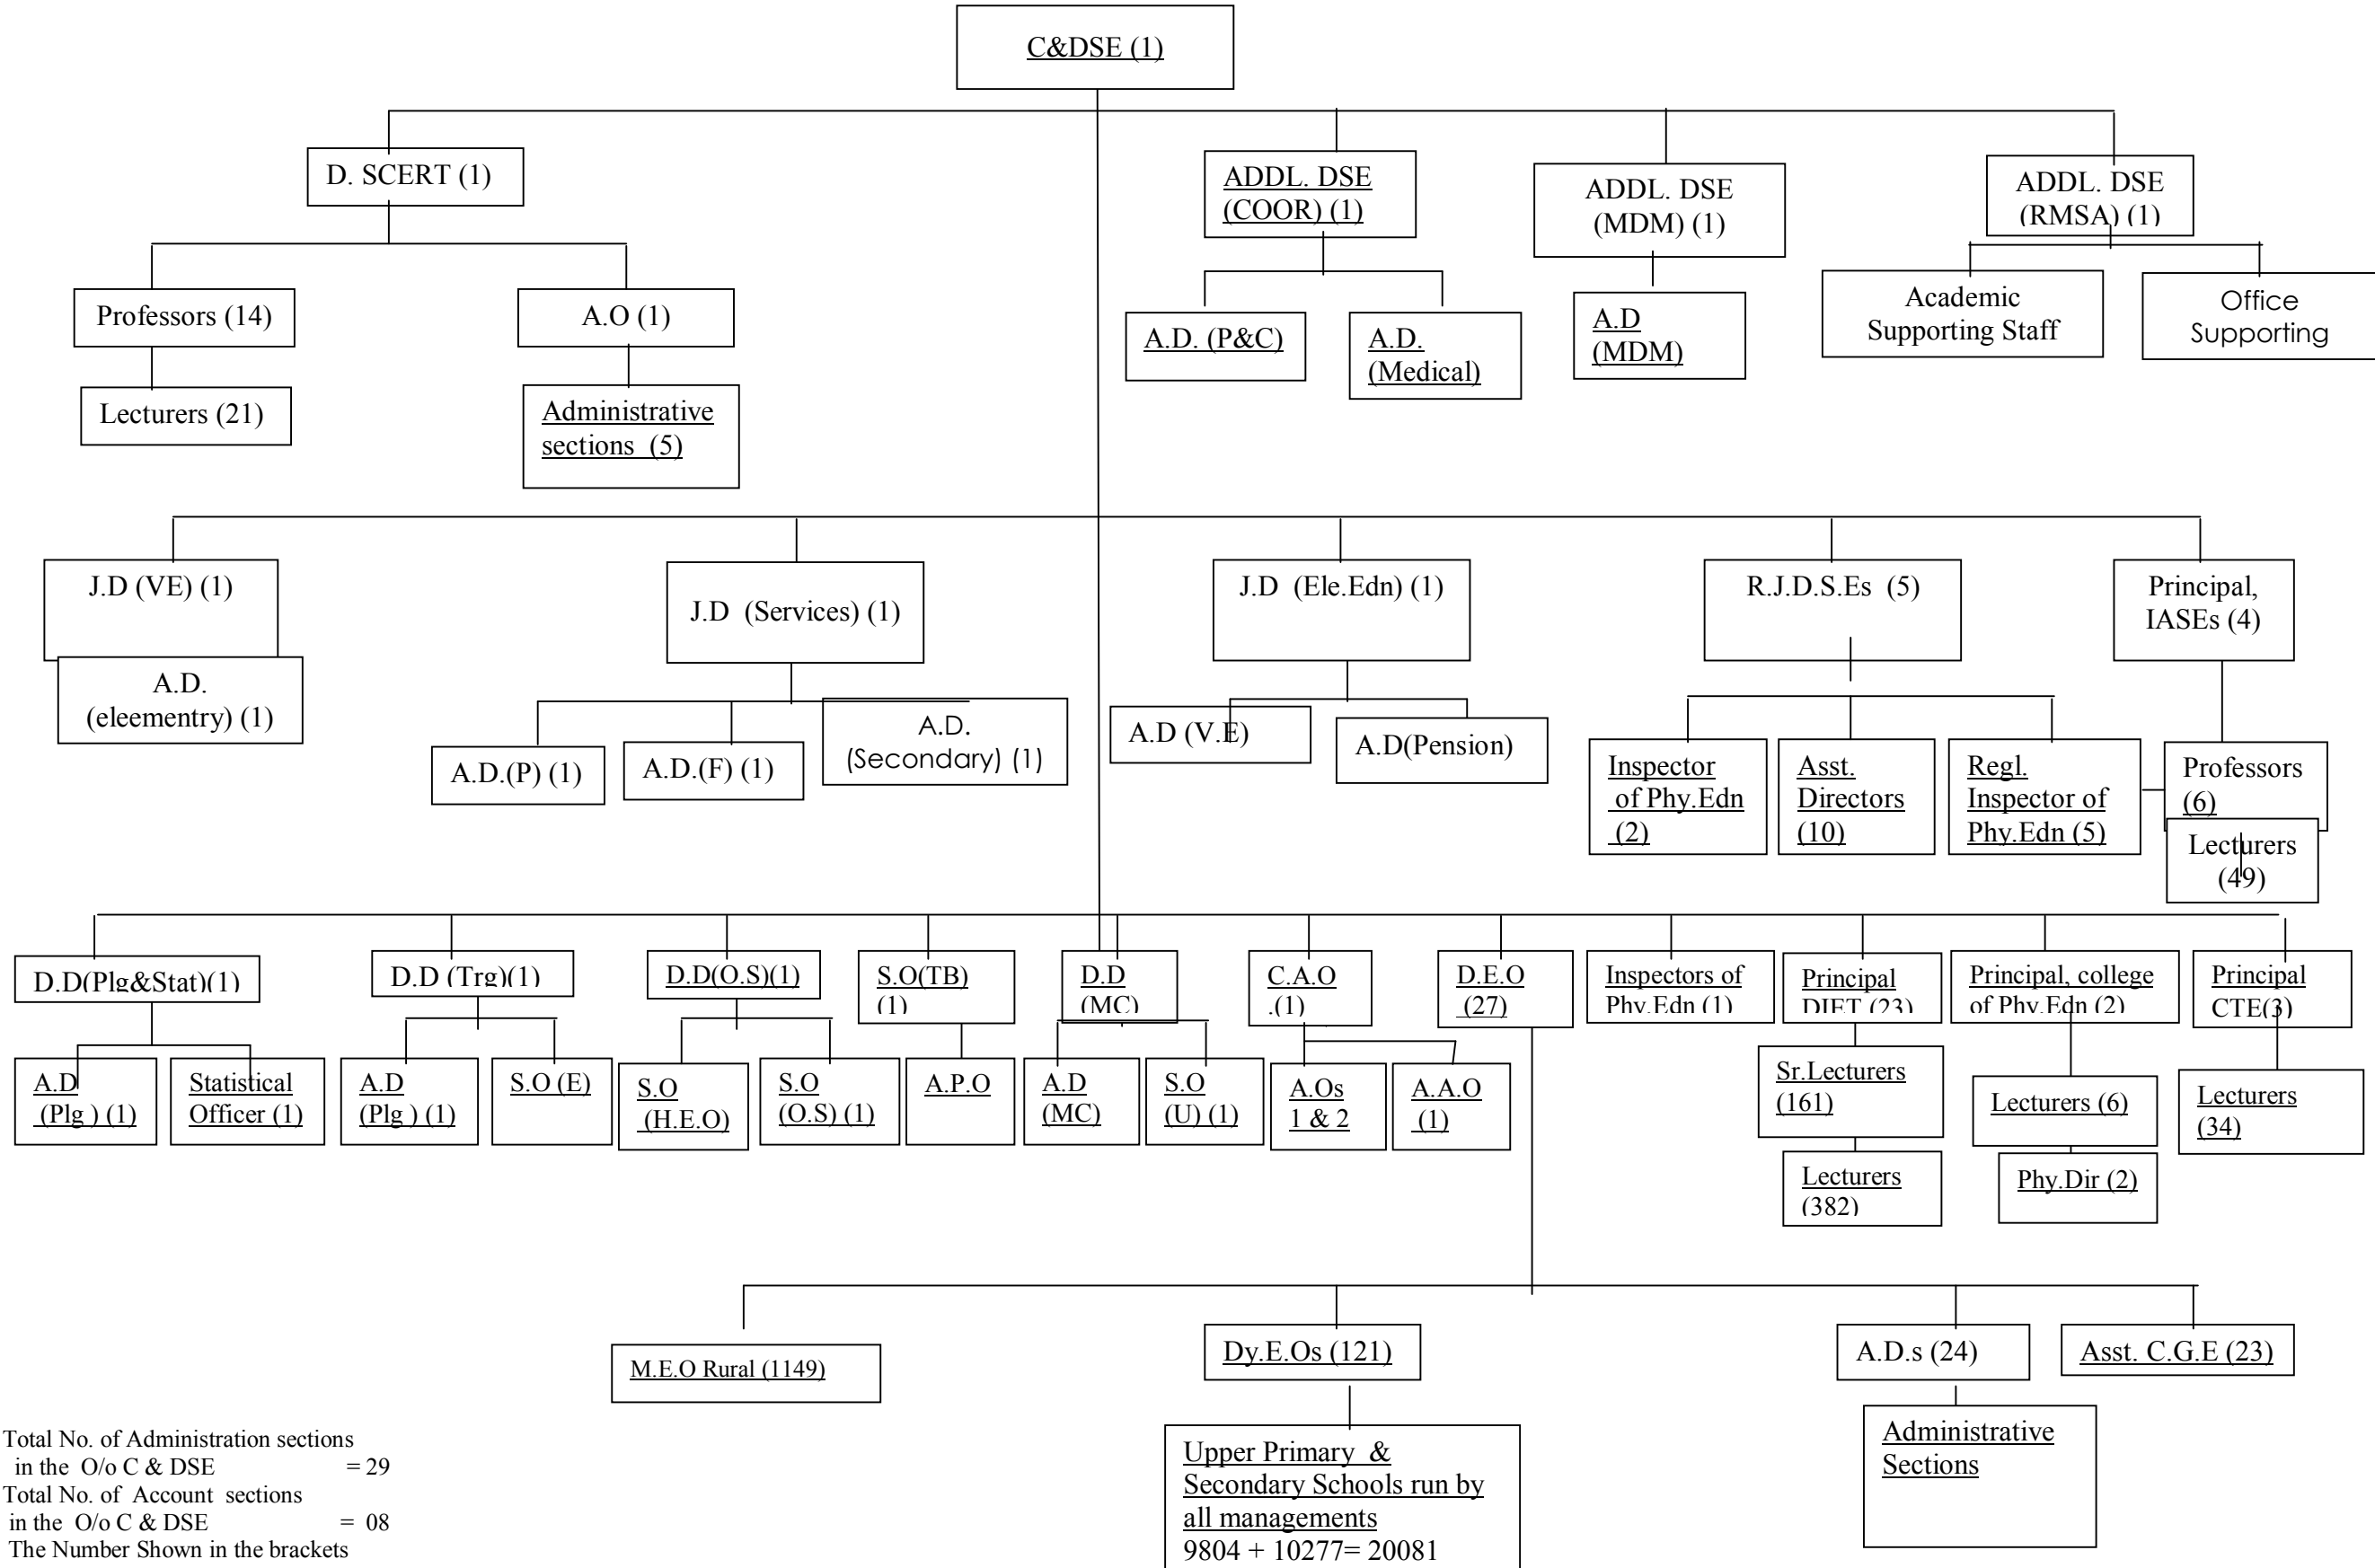 C&DSE (1)
D. SCERT (1)
ADDL. DSE
(COOR) (1)
ADDL. DSE
(MDM) (1)
ADDL. DSE
(RMSA) (1)
Professors (14)
A.O (1)
A.D. (P&C)
A.D.
(Medical)
A.D
(MDM)
Academic
Supporting Staff
Office
Supporting
Lecturers (21)
Administrative
sections (5)
J.D (VE) (1)
J.D (Services) (1)
J.D (Ele.Edn) (1)
R.J.D.S.Es (5)
Principal,
IASEs (4)
A.D.
(eleementry) (1)
A.D.(P) (1)
A.D.(F) (1)
A.D.
(Secondary) (1)
A.D (V.E)
A.D(Pension)
Inspector
of Phy.Edn
(2)
Asst.
Directors
(10)
Regl.
Inspector of
Phy.Edn (5)
Professors
(6)
Lecturers
(49)
D.D(Plg&Stat)(1)
D.D (Trg)(1)
D.D(O.S)(1)
S.O(TB)
(1)
D.D
(MC)
C.A.O
.(1)
D.E.O
(27)
Inspectors of
Phy.Edn (1)
Principal
DIET (23)
Principal, college
of Phy.Edn (2)
Principal
CTE(3)
A.D
(Plg ) (1)
Statistical
Officer (1)
A.D
(Plg ) (1)
S.O (E)
S.O
(H.E.O)
S.O
(O.S) (1)
A.P.O
A.D
(MC)
S.O
(U) (1)
A.Os
1 & 2
A.A.O
(1)
Sr.Lecturers
(161)
Lecturers (6)
Lecturers
(34)
Lecturers
(382)
Phy.Dir (2)
M.E.O Rural (1149)
Dy.E.Os (121)
A.D.s (24)
Asst. C.G.E (23)
Upper Primary &
Secondary Schools run by
all managements
9804 + 10277= 20081
Administrative
Sections
Total No. of Administration sections
in the O/o C & DSE = 29
Total No. of Account sections
in the O/o C & DSE = 08
The Number Shown in the brackets